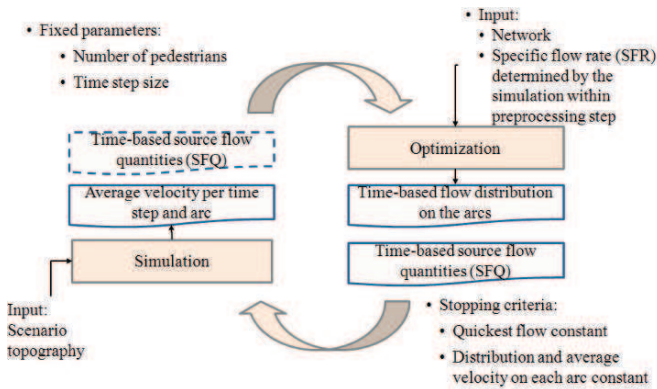 • Fixed parameters:
• Number of pedestrians
• Time step size
• Input:
• Network
• Specific flow rate (SFR)
determined by the
simulation within
preprocessing step
Time-based source flow
quantities (SFQ)
Average velocity per time
step and arc
Simulation
Input:
Scenario
topography
Optimization
Time-based flow distribution
on the arcs
Time-based source flow
quantities (SFQ)
• Stopping criteria:
• Quickest flow constant
• Distribution and average
velocity on each arc constant